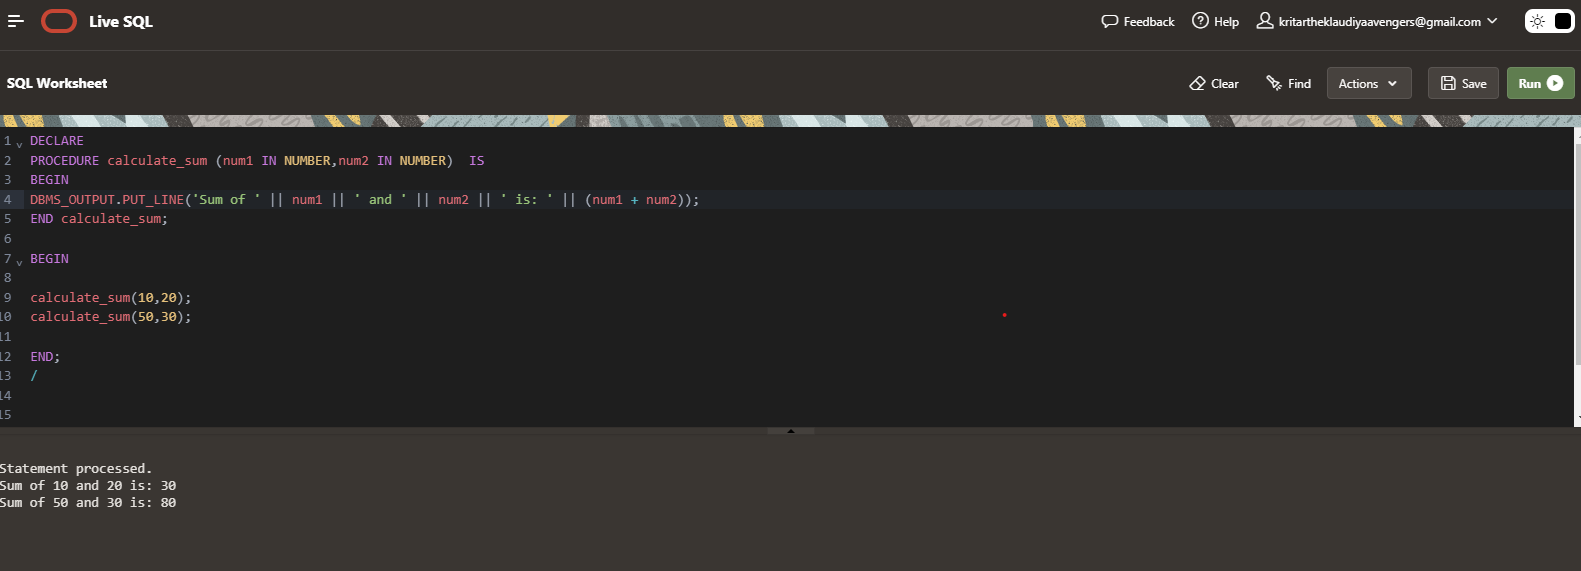 Live SQL
Feedback Help kritartheklaudiyaavengers@gmail.com
SQL Worksheet
Clear Find Actions Save Run
1 DECLARE
2 PROCEDURE calculate_sum (num1 IN NUMBER,num2 IN NUMBER)  IS
3 BEGIN
4 DBMS_OUTPUT.PUT_LINE('Sum of ' || num1 || ' and ' || num2 || ' is: ' || (num1 + num2));
5 END calculate_sum;
6
7 BEGIN
8
9 calculate_sum(10,20);
10 calculate_sum(50,30);
11
12 END;
13 /
14
15
Statement processed.
Sum of 10 and 20 is: 30
Sum of 50 and 30 is: 80